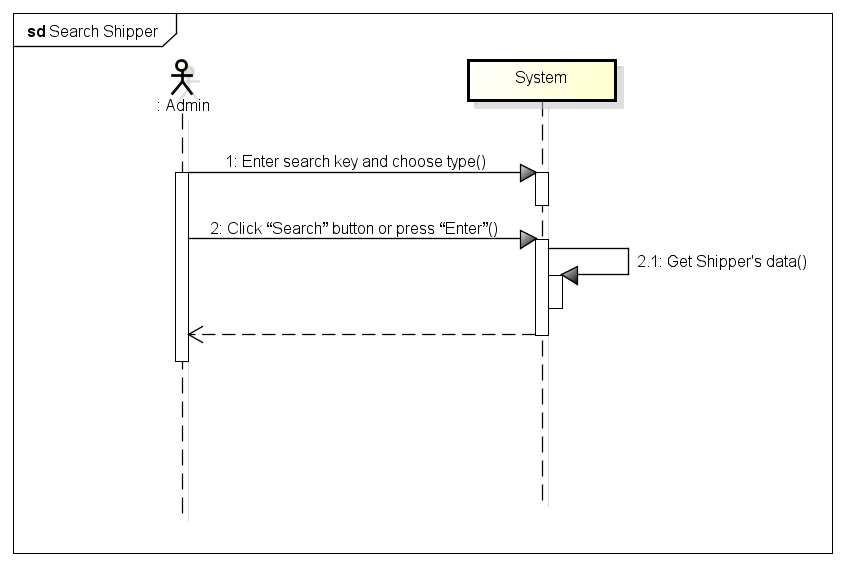 sd Search Shipper
System
: Admin
1: Enter search key and choose type()
2: Click “Search” button or press “Enter”()
2.1: Get Shipper's data()